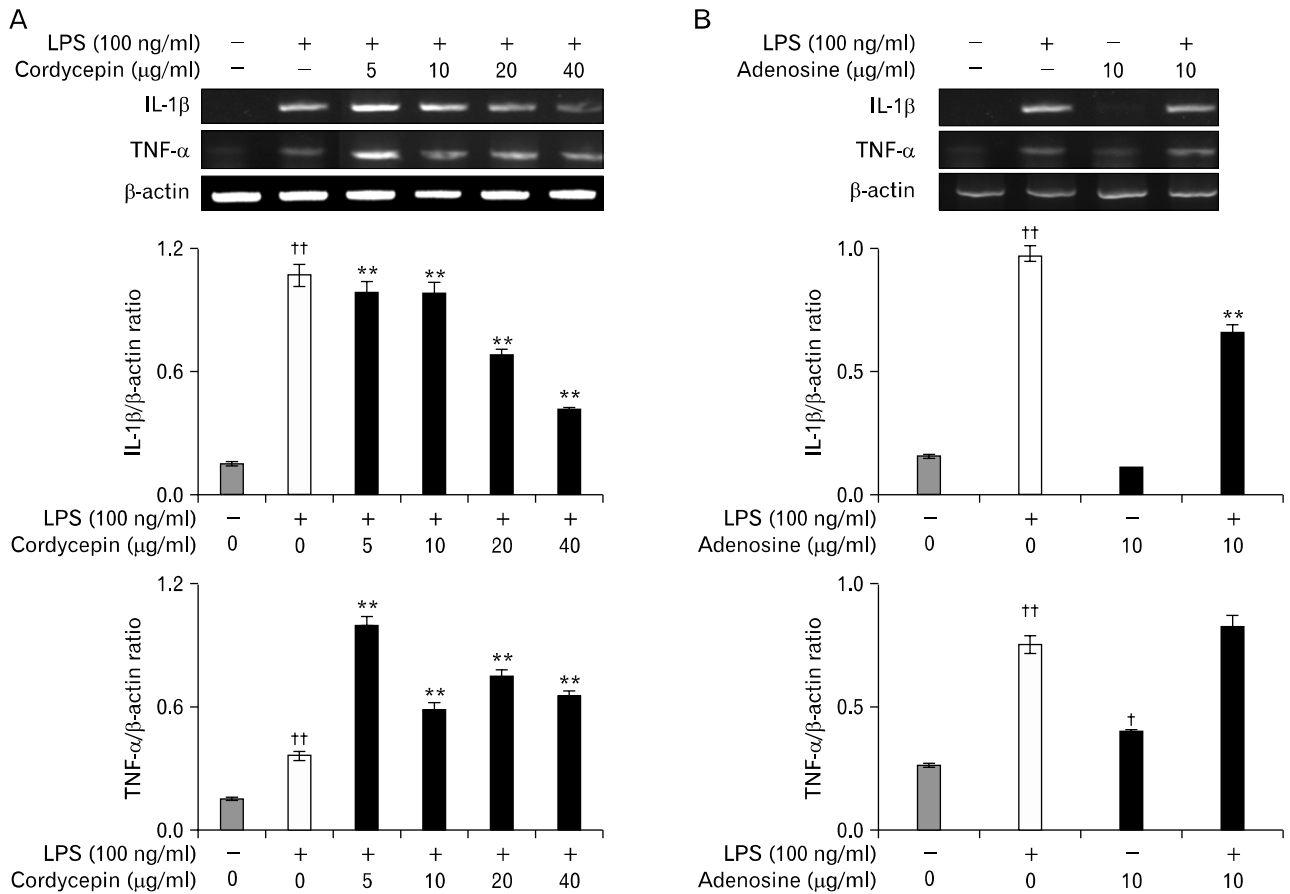 A
LPS (100 ng/ml) − + + + + +
Cordycepin (μg/ml) − − 5 10 20 40
IL-1β
TNF-α
β-actin
1.2
0.6
0.0
IL-1β/β-actin ratio
†† ** ** ** **
LPS (100 ng/ml) − + + + + +
Cordycepin (μg/ml) 0 0 5 10 20 40
1.2
0.6
0.0
TNF-α/β-actin ratio
†† ** ** ** **
LPS (100 ng/ml) − + + + + +
Cordycepin (μg/ml) 0 0 5 10 20 40
B
LPS (100 ng/ml) − + − +
Adenosine (μg/ml) − − 10 10
IL-1β
TNF-α
β-actin
1.0
0.5
0.0
IL-1β/β-actin ratio
†† **
LPS (100 ng/ml) − + − +
Adenosine (μg/ml) 0 0 10 10
1.0
0.5
0.0
TNF-α/β-actin ratio
†† †
LPS (100 ng/ml) − + − +
Adenosine (μg/ml) 0 0 10 10